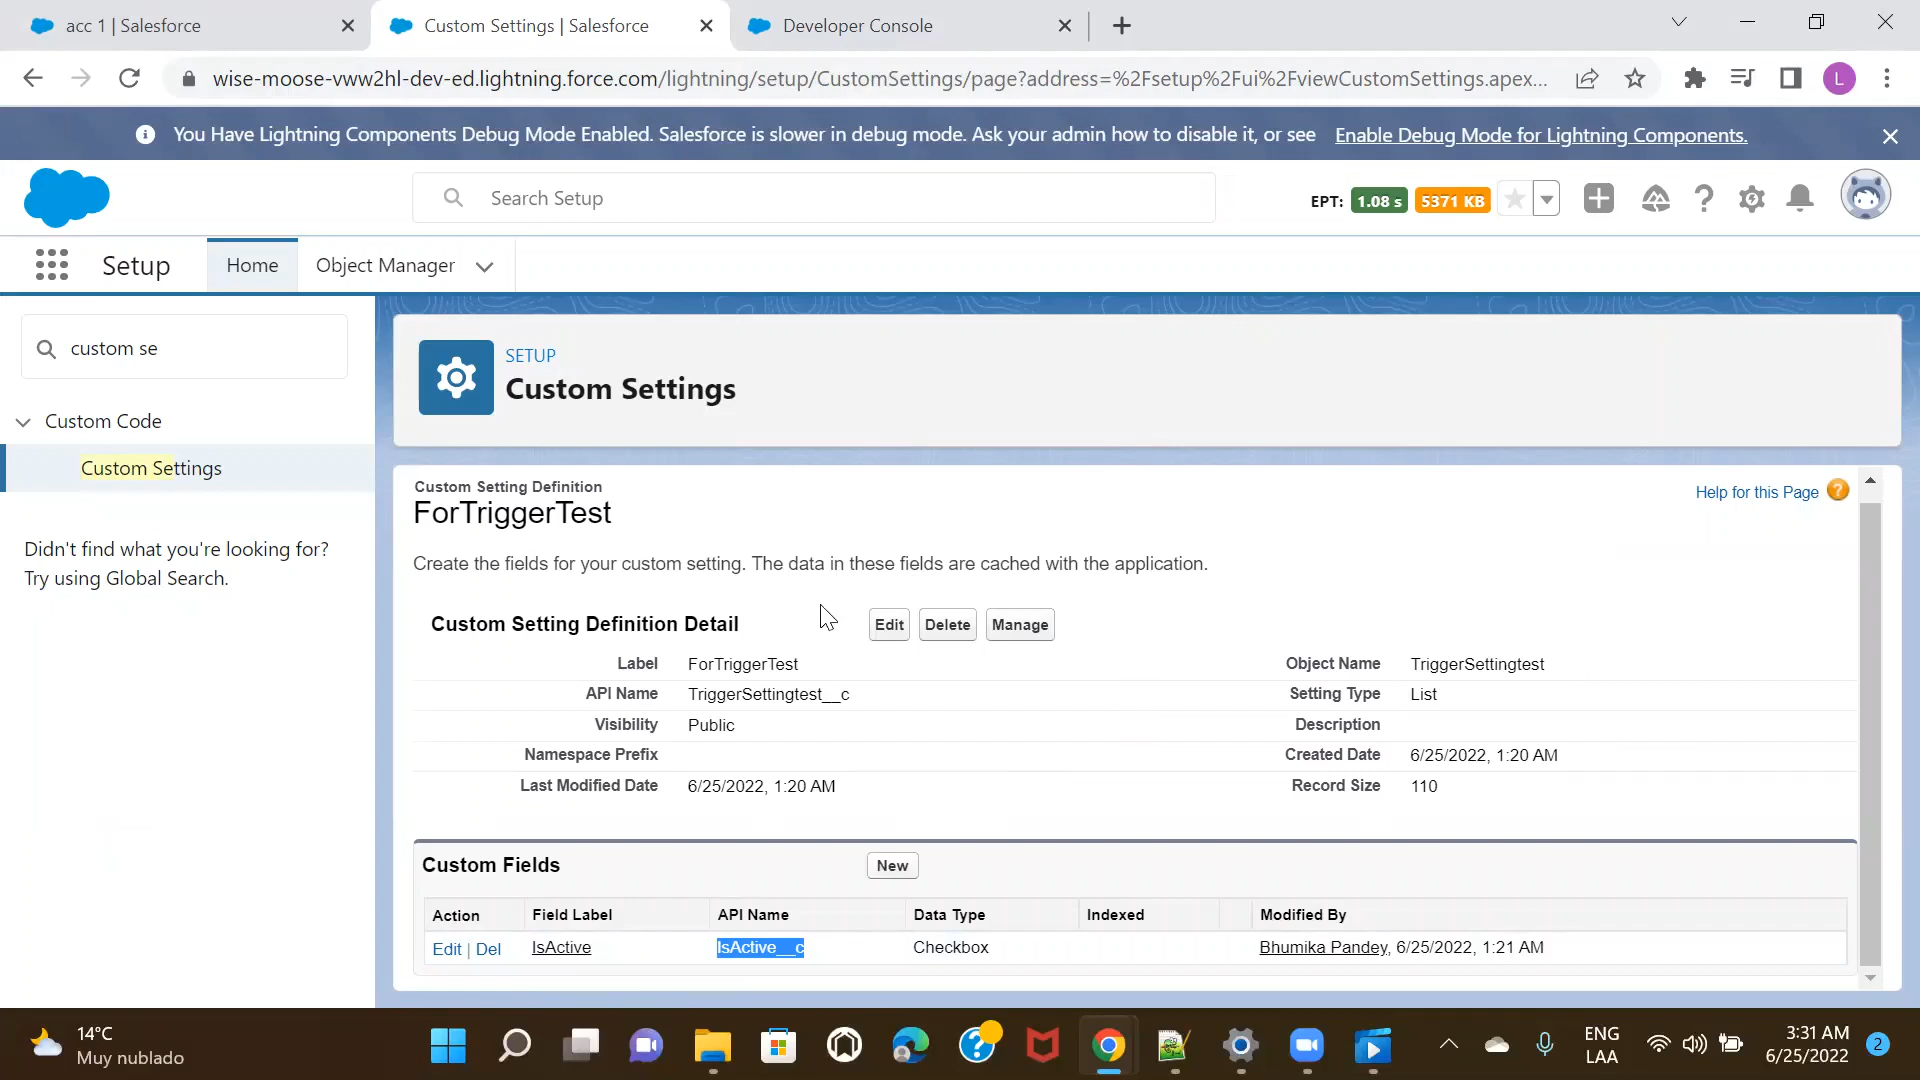 acc 1 | Salesforce
Custom Settings | Salesforce
Developer Console
wise-moose-vww2hl-dev-ed.lightning.force.com/lightning/setup/CustomSettings/page?address=%2Fsetup%2Fui%2FviewCustomSettings.apex...
L
You Have Lightning Components Debug Mode Enabled. Salesforce is slower in debug mode. Ask your admin how to disable it, or see Enable Debug Mode for Lightning Components.
Search Setup
EPT: 1.08 s 5371 KB
Setup
Home
Object Manager
custom se
Custom Code
Custom Settings
Didn't find what you're looking for?
Try using Global Search.
SETUP
Custom Settings
Custom Setting Definition
ForTriggerTest
Help for this Page
Create the fields for your custom setting. The data in these fields are cached with the application.
Custom Setting Definition Detail
Edit Delete Manage
Label ForTriggerTest Object Name TriggerSettingtest
API Name TriggerSettingtest__c Setting Type List
Visibility Public Description
Namespace Prefix Created Date 6/25/2022, 1:20 AM
Last Modified Date 6/25/2022, 1:20 AM Record Size 110
Custom Fields New
Action Field Label API Name Data Type Indexed Modified By
Edit | Del IsActive IsActive__c Checkbox Bhumika Pandey, 6/25/2022, 1:21 AM
14°C
Muy nublado
ENG
LAA
3:31 AM
6/25/2022
2